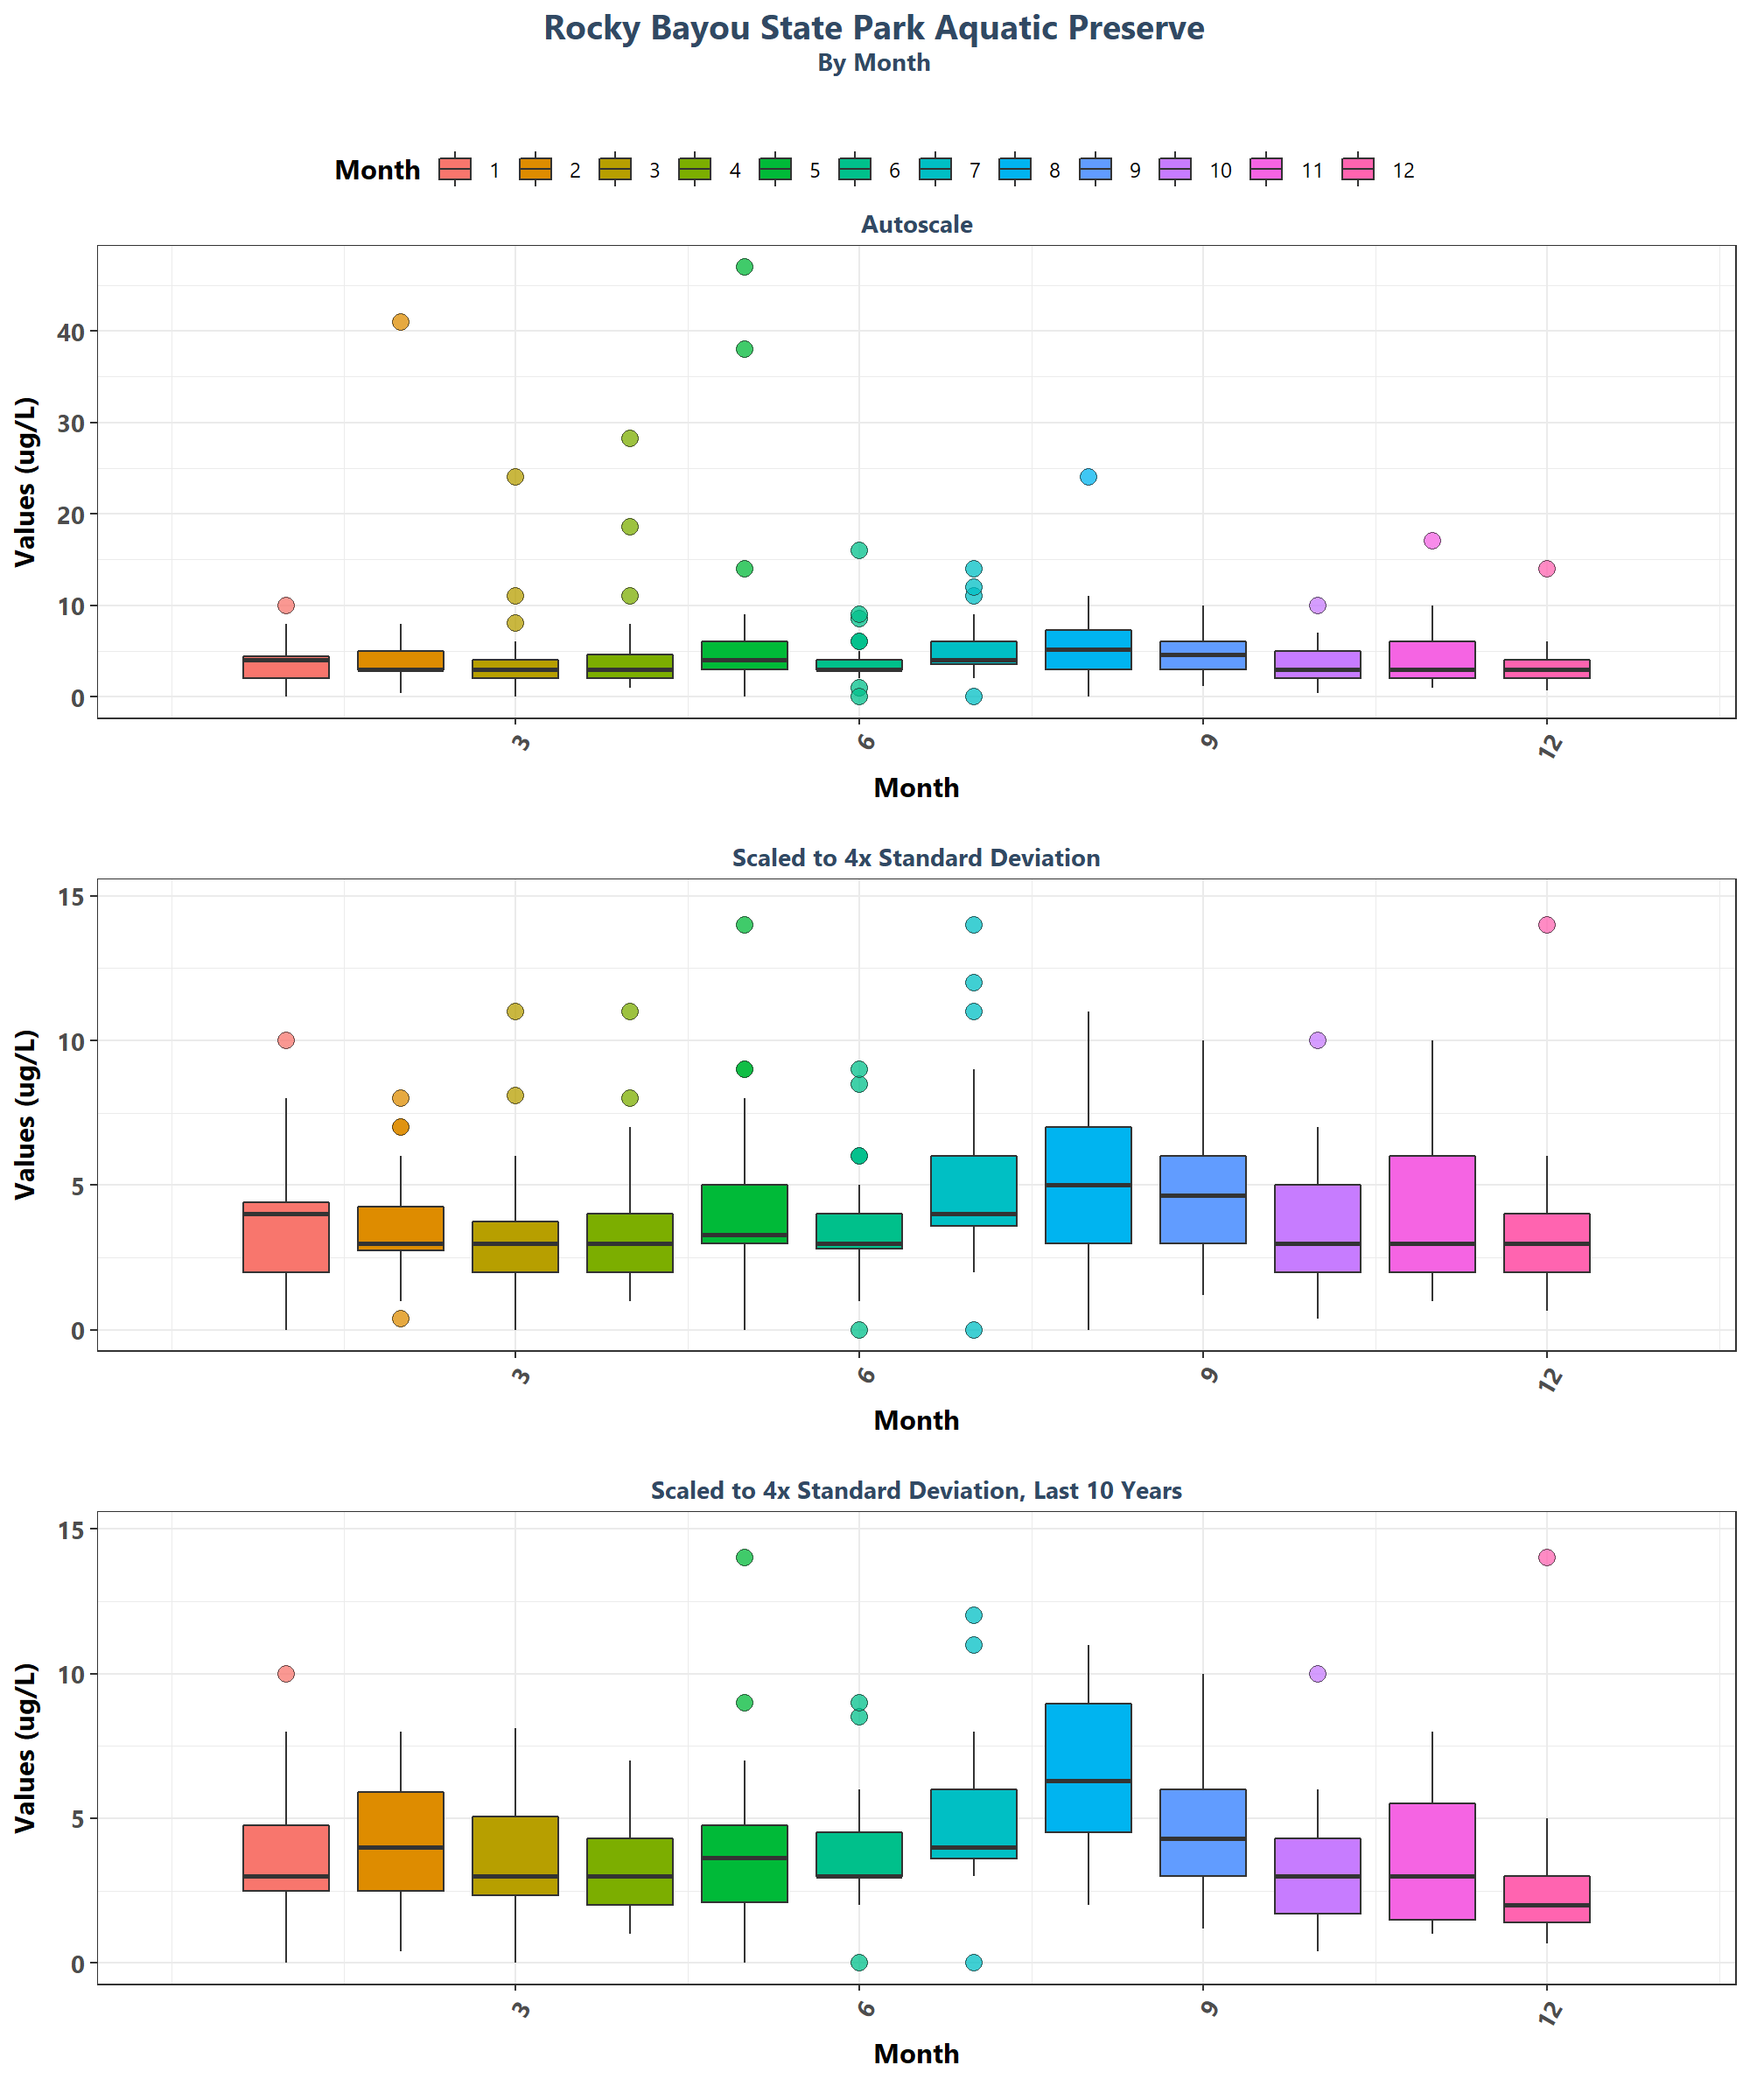 Rocky Bayou State Park Aquatic Preserve
By Month
Month 1 2 3 4 5 6 7 8 9 10 11 12
Autoscale
Values (ug/L)
40
30
20
10
0
3 6 9 12
Month
Scaled to 4x Standard Deviation
Values (ug/L)
15
10
5
0
3 6 9 12
Month
Scaled to 4x Standard Deviation, Last 10 Years
Values (ug/L)
15
10
5
0
3 6 9 12
Month